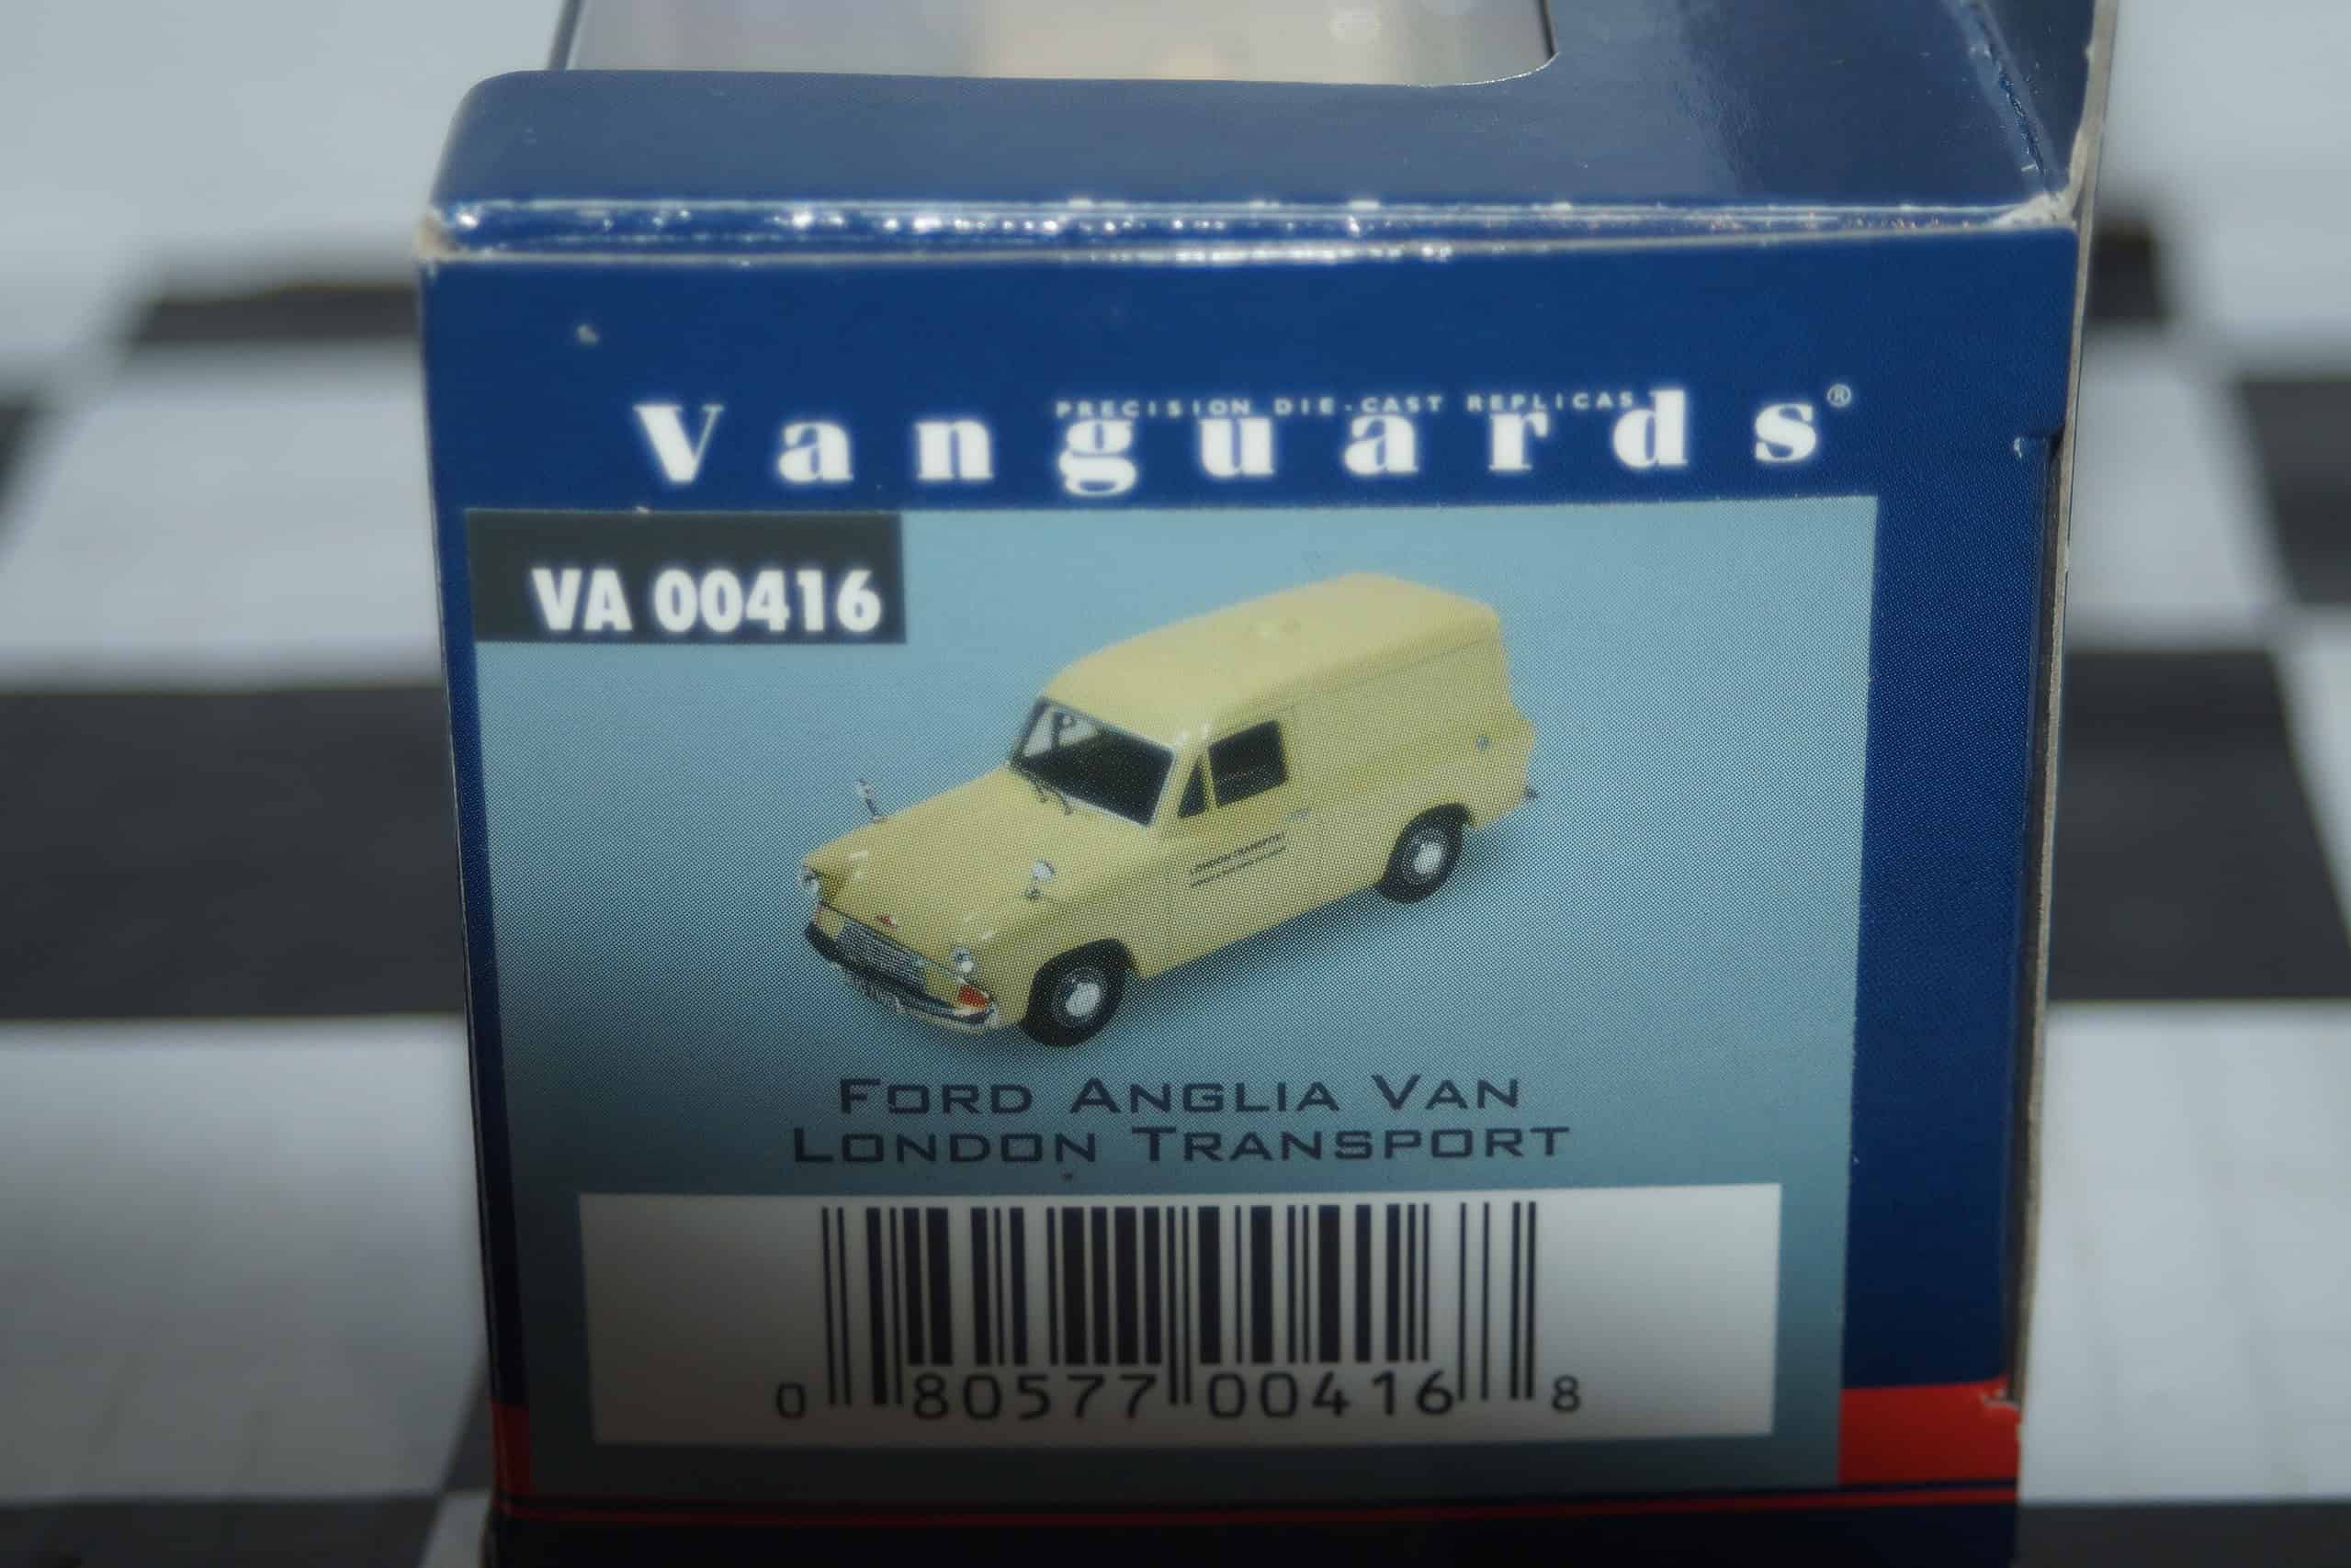 PRECISION DIE-CAST REPLICAS
Vanguards®
VA 00416
FORD ANGLIA VAN
LONDON TRANSPORT
0 80577 00416 8